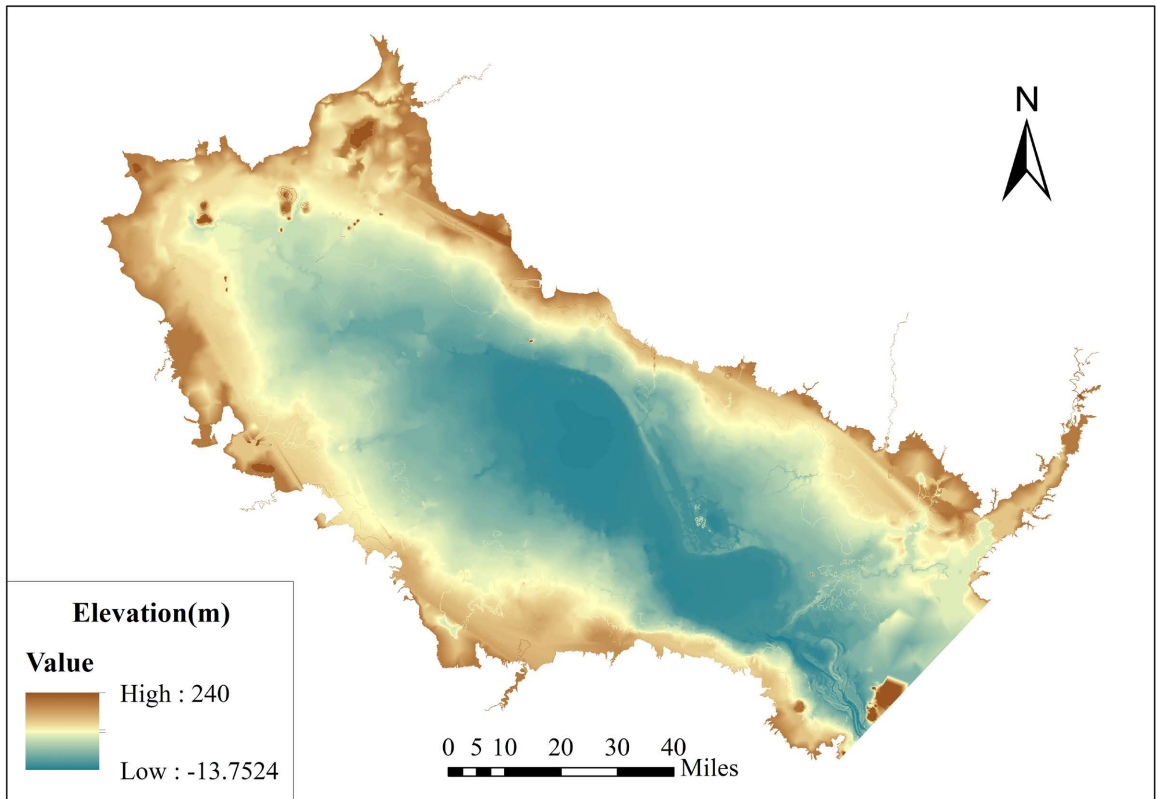 N
Elevation(m)
Value
High : 240
Low : -13.7524
0 5 10 20 30 40
Miles